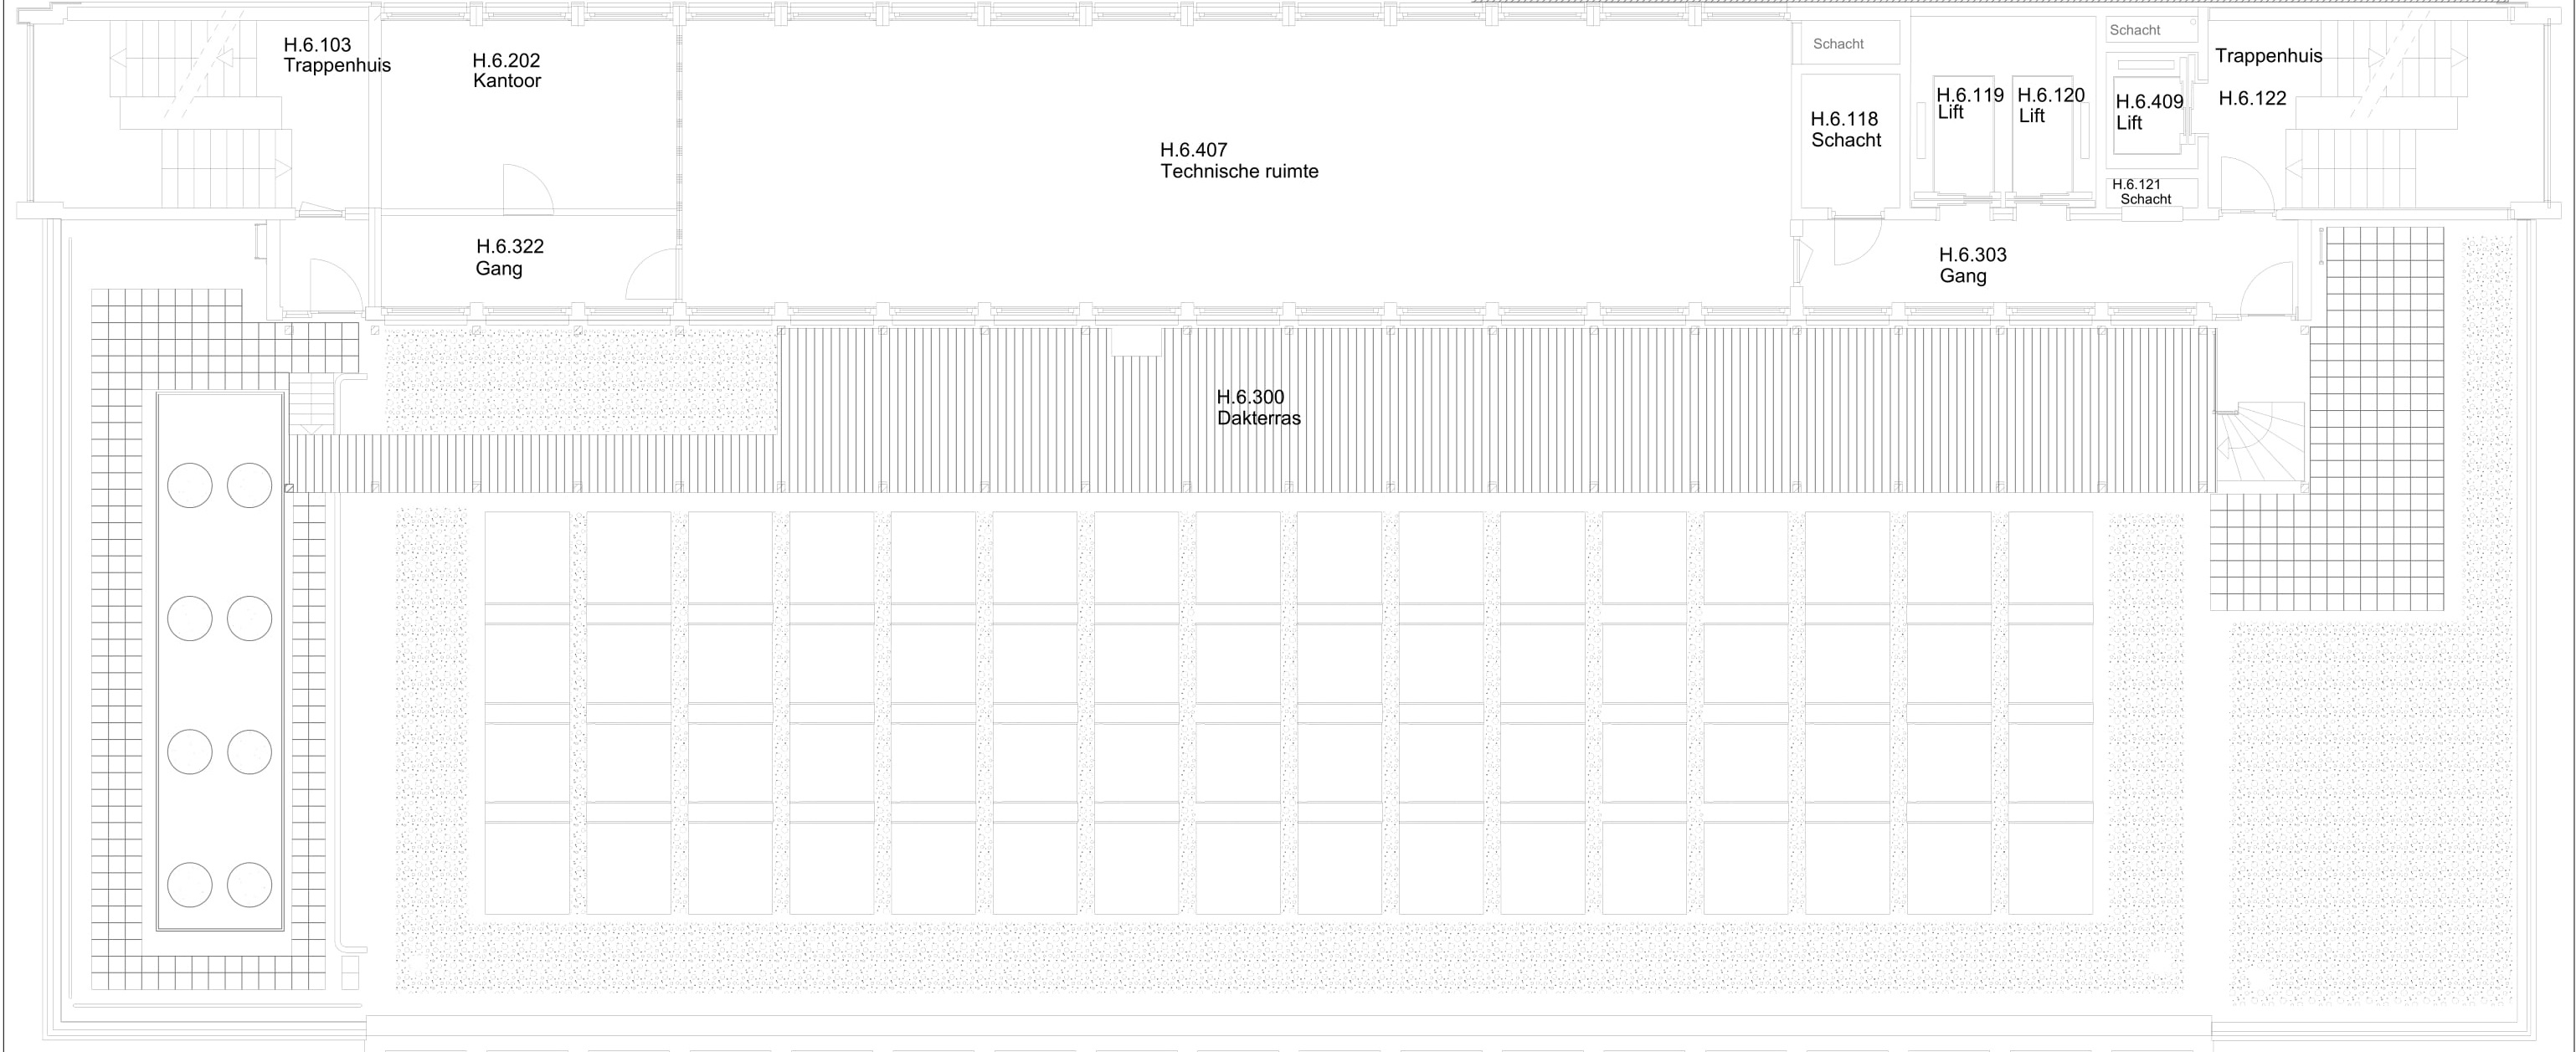 H.6.103
Trappenhuis
H.6.202
Kantoor
H.6.322
Gang
H.6.407
Technische ruimte
Schacht
H.6.118
Schacht
H.6.119
Lift
H.6.120
Lift
Schacht
H.6.409
Lift
H.6.121
Schacht
Trappenhuis
H.6.122
H.6.303
Gang
H.6.300
Dakterras